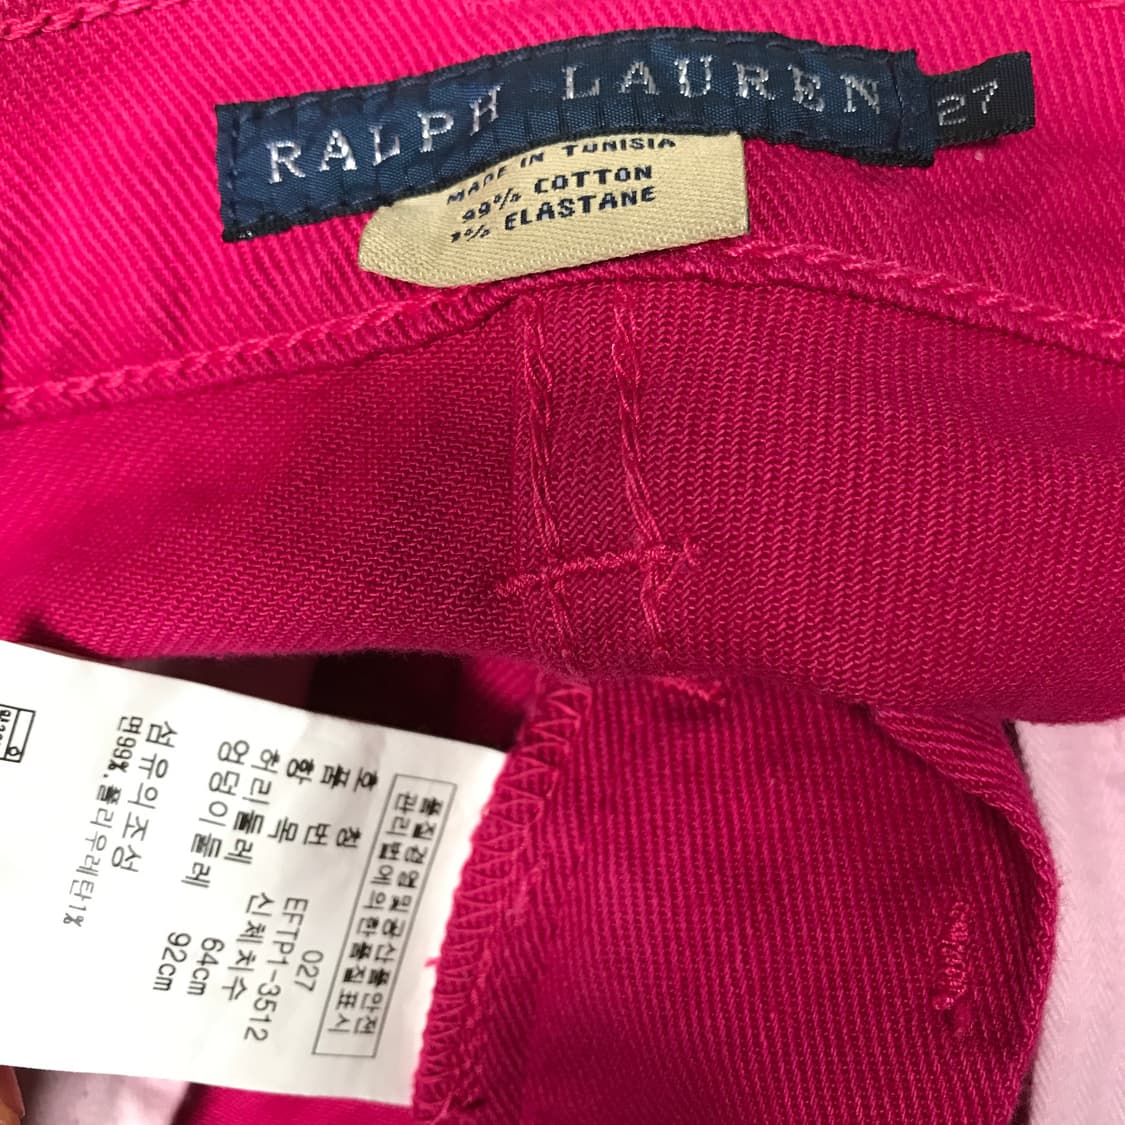 RALPH LAUREN
27
MADE IN TUNISIA
99% COTTON
1% ELASTANE
품질경영 및 공산품안전
관리법에 의한 품질표시
호칭 027
품번 EFTP1-3512
항목 신체치수
허리둘레 64cm
엉덩이둘레 92cm
섬유의조성
면99%.폴리우레탄1%